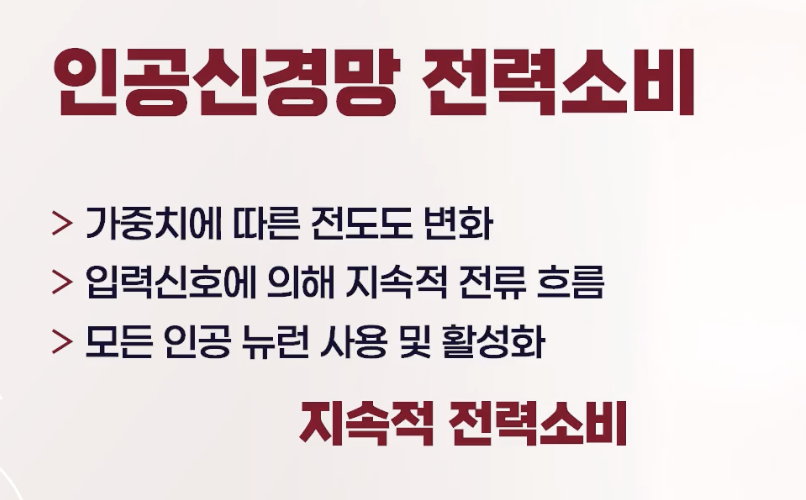 인공신경망 전력소비
> 가중치에 따른 전도도 변화
> 입력신호에 의해 지속적 전류 흐름
> 모든 인공 뉴런 사용 및 활성화
지속적 전력소비